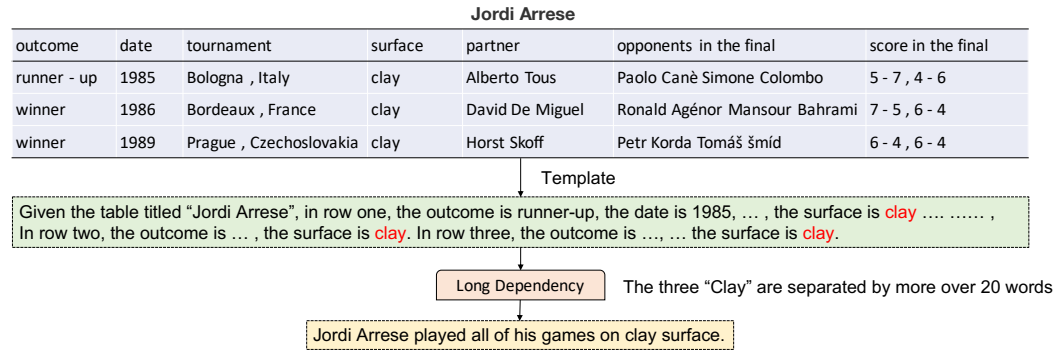 Jordi Arrese
outcome date tournament surface partner opponents in the final score in the final
runner - up 1985 Bologna , Italy clay Alberto Tous Paolo Canè Simone Colombo 5 - 7 , 4 - 6
winner 1986 Bordeaux , France clay David De Miguel Ronald Agénor Mansour Bahrami 7 - 5 , 6 - 4
winner 1989 Prague , Czechoslovakia clay Horst Skoff Petr Korda Tomáš šmíd 6 - 4 , 6 - 4
Template
Given the table titled “Jordi Arrese”, in row one, the outcome is runner-up, the date is 1985, … , the surface is clay …. …… ,
In row two, the outcome is … , the surface is clay. In row three, the outcome is …, … the surface is clay.
Long Dependency The three “Clay” are separated by more over 20 words
Jordi Arrese played all of his games on clay surface.